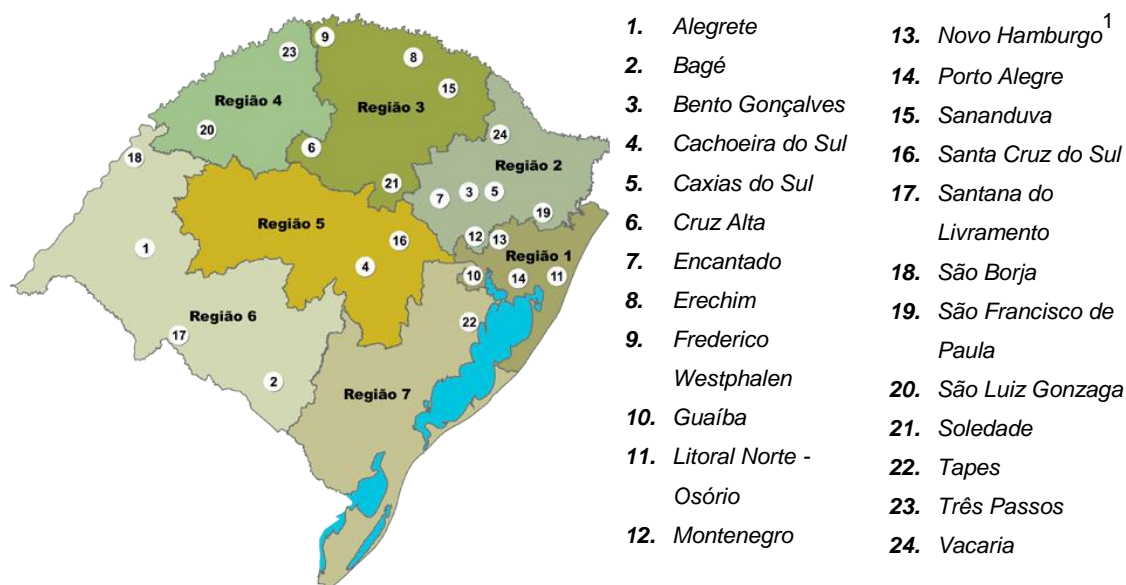 9
23
8
15
Região 4
Região 3
20
24
6
18
Região 2
21
7
3
5
19
Região 5
16
12
13
1
Região 1
4
10
14
11
Região 6
22
17
2
Região 7
1. Alegrete
2. Bagé
3. Bento Gonçalves
4. Cachoeira do Sul
5. Caxias do Sul
6. Cruz Alta
7. Encantado
8. Erechim
9. Frederico
Westphalen
10. Guaíba
11. Litoral Norte -
Osório
12. Montenegro
13. Novo Hamburgo1
14. Porto Alegre
15. Sananduva
16. Santa Cruz do Sul
17. Santana do
Livramento
18. São Borja
19. São Francisco de
Paula
20. São Luiz Gonzaga
21. Soledade
22. Tapes
23. Três Passos
24. Vacaria